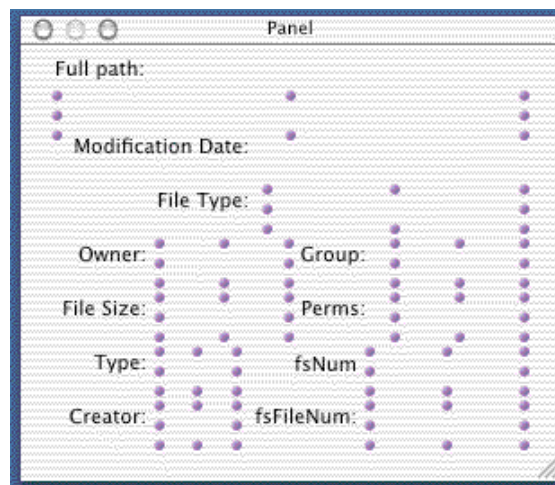 Panel
Full path:
Modification Date:
File Type:
Owner: Group:
File Size: Perms:
Type: fsNum
Creator: fsFileNum: